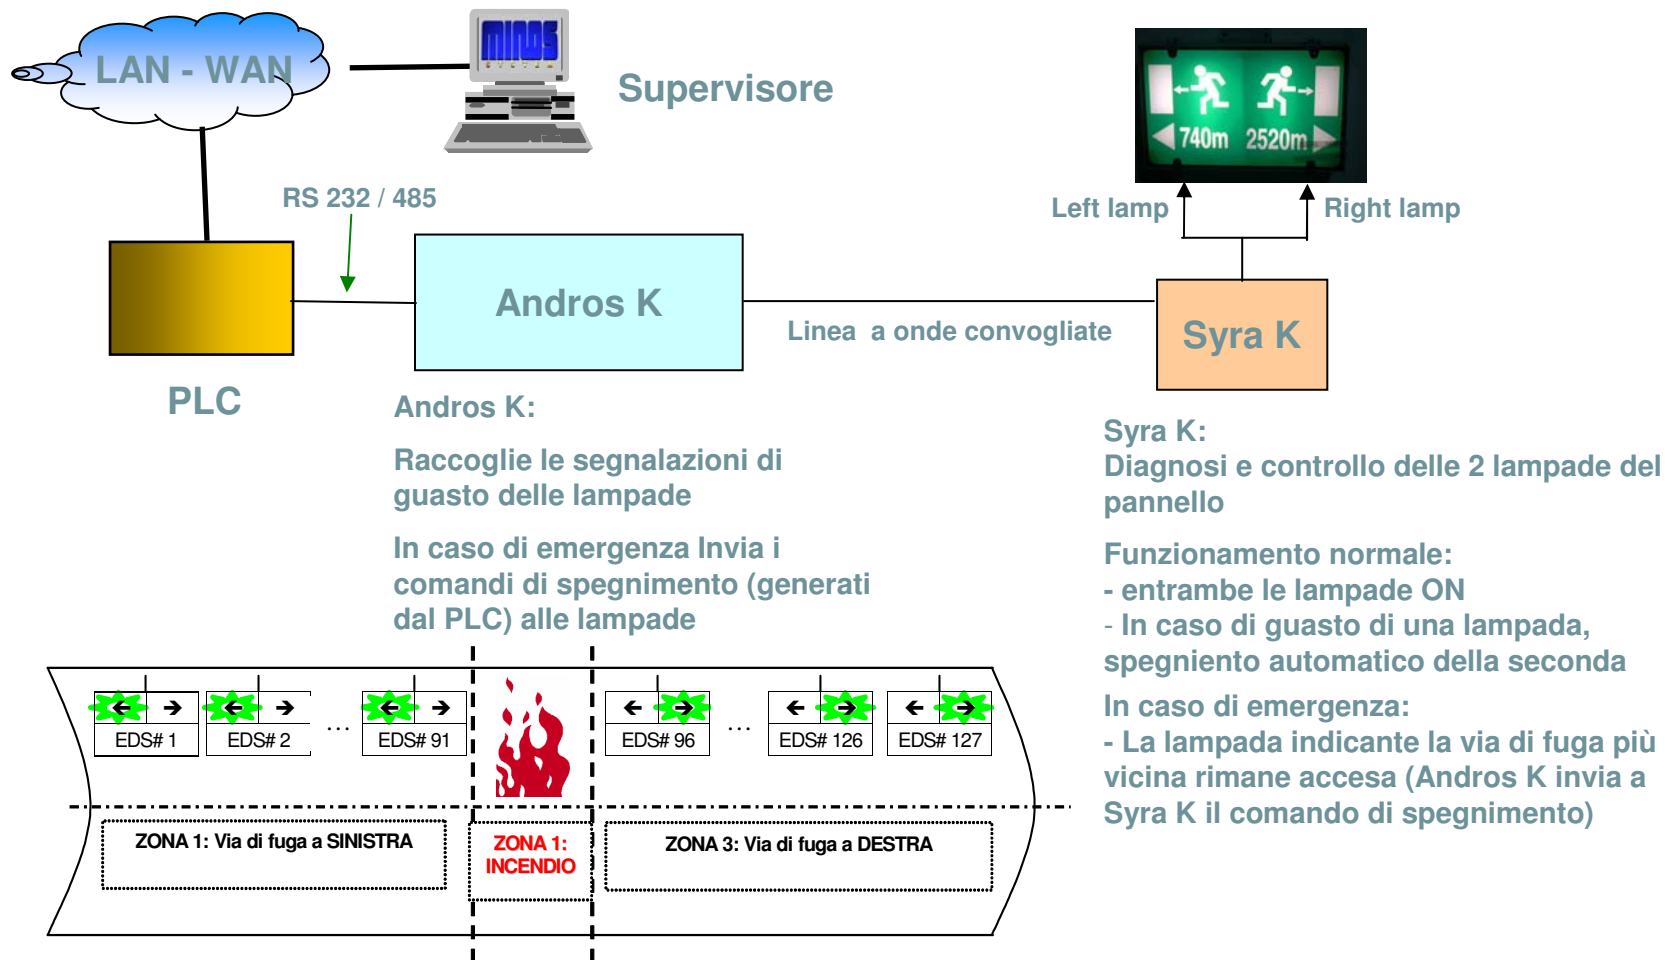 LAN - WAN
MINOS
Supervisore
740m 2520m
RS 232 / 485
Left lamp
Right lamp
Andros K
Linea a onde convogliate
Syra K
PLC
Andros K:
Raccoglie le segnalazioni di
guasto delle lampade
In caso di emergenza Invia i
comandi di spegnimento (generati
dal PLC) alle lampade
Syra K:
Diagnosi e controllo delle 2 lampade del
pannello
Funzionamento normale:
- entrambe le lampade ON
- In caso di guasto di una lampada,
spegniento automatico della seconda
In caso di emergenza:
- La lampada indicante la via di fuga più
vicina rimane accesa (Andros K invia a
Syra K il comando di spegnimento)
EDS# 1
EDS# 2
...
EDS# 91
EDS# 96
...
EDS# 126
EDS# 127
ZONA 1: Via di fuga a SINISTRA
ZONA 1:
INCENDIO
ZONA 3: Via di fuga a DESTRA